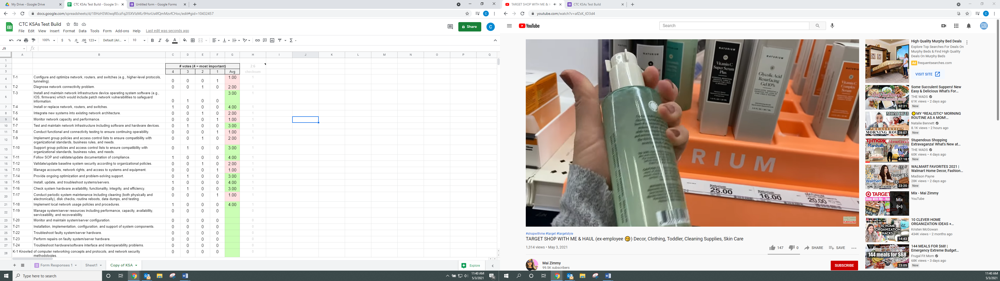 My Drive - Google Drive
CTC KSAs Test Build - Google She
Untitled form - Google Forms
docs.google.com/spreadsheets/d/18HzH3WJwqREczFq2I5XVIzMLr9HsrUs4fQmMzvfCHoc/edit#gid=10432457
CTC KSAs Test Build
File Edit View Insert Format Data Tools Form Add-ons Help Last edit was seconds ago
Share
C
100% $ % .0 .00 123 Default (Ari... 10 B I S A
J9 fx
A B C D E F G H I J K L M N O P Q
1
2 # votes (4 = most important) 2.6
3 4 3 2 1 Avg checksum
4 T-1 Configure and optimize network, routers, and switches (e.g., higher-level protocols,
tunneling). 0 0 0 1 1.00 1
5 T-2 Diagnose network connectivity problem. 0 0 1 0 2.00 1
6 T-3 Install and maintain network infrastructure device operating system software (e.g.,
IOS, firmware) which would include patch network vulnerabilities to safeguard
information. 0 1 0 0 3.00 1
7 T-4 Install or replace network, routers, and switches. 1 0 0 0 4.00 1
8 T-5 Integrate new systems into existing network architecture. 0 0 1 0 2.00 1
9 T-6 Monitor network capacity and performance. 0 0 0 1 1.00 1
10 T-7 Test and maintain network infrastructure including software and hardware devices. 0 1 0 0 3.00 1
11 T-8 Conduct functional and connectivity testing to ensure continuing operability. 0 0 0 1 1.00 1
12 T-9 Implement group policies and access control lists to ensure compatibility with
organizational standards, business rules, and needs. 0 0 1 0 2.00 1
13 T-10 Support group policies and access control lists to ensure compatibility with
organizational standards, business rules, and needs. 0 1 0 0 3.00 1
14 T-11 Follow SOP and validate/update documentation of compliance. 1 0 0 0 4.00 1
15 T-12 Validate/update baseline system security according to organizational policies. 0 0 1 0 2.00 1
16 T-13 Manage accounts, network rights, and access to systems and equipment. 0 0 0 1 1.00 1
17 T-14 Provide ongoing optimization and problem-solving support. 0 1 0 0 3.00 1
18 T-15 Install, update, and troubleshoot systems/servers. 1 0 0 0 4.00 1
19 T-16 Check system hardware availability, functionality, integrity, and efficiency. 0 1 0 0 3.00 1
20 T-17 Conduct periodic system maintenance including cleaning (both physically and
electronically), disk checks, routine reboots, data dumps, and testing. 0 0 0 1 1.00 1
21 T-18 Implement local network usage policies and procedures. 1 0 0 0 4.00 1
22 T-19 Manage system/server resources including performance, capacity, availability,
serviceability, and recoverability. 0 0 0 0 0
23 T-20 Monitor and maintain system/server configuration. 0 0 0 0 0
24 T-21 Installation, implementation, configuration, and support of system components. 0 0 0 0 0
25 T-22 Troubleshoot faulty system/server hardware. 0 0 0 0 0
26 T-23 Perform repairs on faulty system/server hardware. 0 0 0 0 0
27 T-24 Troubleshoot hardware/software interface and interoperability problems. 0 0 0 0 0
28 K-1 Knowled of computer networking concepts and protocols, and network security
methodologies. 0 0 0 0 0
Form Responses 1 Sheet1 Copy of KSA Explore
Type here to search
11:40 AM
5/3/2021
16
TARGET SHOP WITH ME & H
CTC KSAs Test Build
youtube.com/watch?v=afZsK_tD3d4
YouTube
Search
ITSS 2020
NATURIUM
Vitamin C
Super Serum
Plus
NATURIUM
Glycolic Acid
Resurfacing
Gel 10%
NATURIUM
Vitamin C
Complex
Serum
RIUM
25.00
16.00
20.00
#shopwithme #target #targetstyle
TARGET SHOP WITH ME & HAUL (ex-employee 😏) Decor, Clothing, Toddler, Cleaning Supplies, Skin Care
1,314 views • May 3, 2021
147 0 SHARE SAVE
Mai Zimmy
99.5K subscribers
SUBSCRIBE
High Quality Murphy Bed Deals
Explore Top Searches For Deals On
Murphy Beds & Find High Quality
Deals On Murphy Beds
Ad frequentsearches.com
VISIT SITE
Some Succulent Suppers! New
Easy & Delicious What's For...
THE WADS
61K views • 2 days ago
New
52:21
🌼MY *REALISTIC* MORNING
ROUTINE AS A MOM!...
Natalie Bennett
8.1K views • 2 hours ago
New
MOM OF 3
REALISTIC
MORNING ROU
28:07
Stupendous Shopping
Extravaganza! What's New at...
THE WADS
60K views • 4 days ago
New
TJ-maxx HomeGoods
Marshalls
47:18
WALMART FAVORITES 2021 |
Walmart Home Decor, Fashion...
Madison Payne
28K views • 2 days ago
New
$9
$13
FAVORITES
Walmart
$10
HOME DECOR, FASHION, GIFT
23:20
Mix - Mai Zimmy
YouTube
TARGET
Shop With Me + Hau
Mix
10 CLEVER HOME
ORGANIZATION IDEAS +...
Kristen McGowan
434K views • 2 months ago
10 HOME
ORGANIZATION
HACKS
14:43
144 MEALS FOR $68! |
Emergency Extreme Budget...
Frugal Fit Mom
68K views • 3 days ago
New
144 meals for $68
seriously
23:05
11:40 AM
5/3/2021